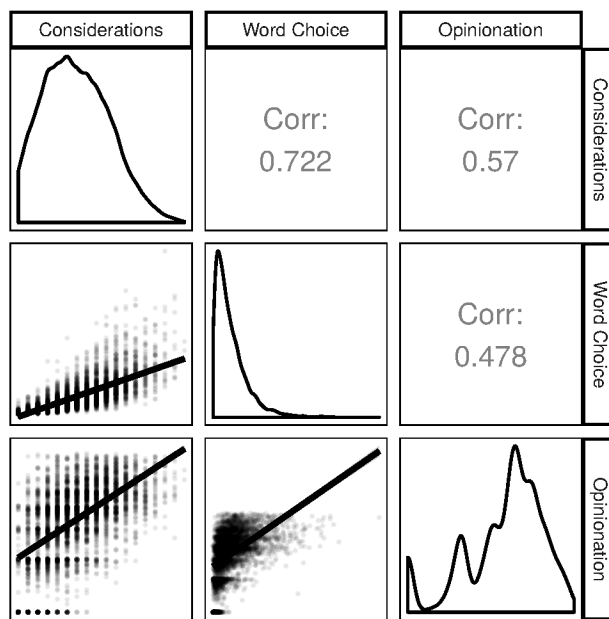 Considerations
Word Choice
Opinionation
Corr:
0.722
Corr:
0.57
Considerations
Corr:
0.478
Word Choice
Opinionation